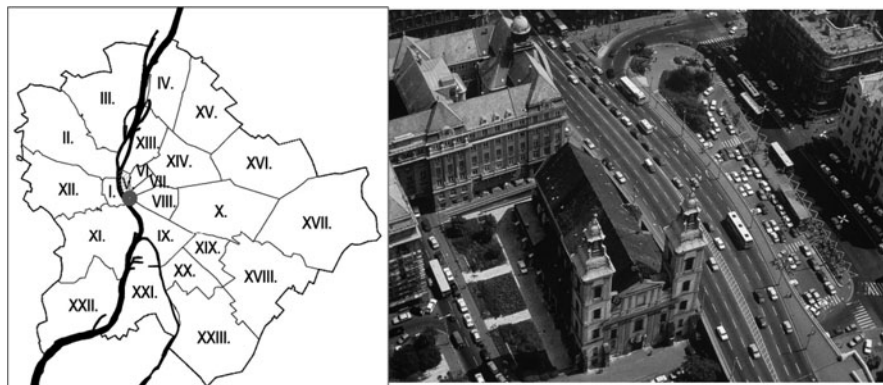 IV.
III.
XV.
II.
XIII.
XIV.
XVI.
VI.
V.
VII.
XII.
I.
VIII.
X.
XVII.
XI.
IX.
XIX.
XX.
XVIII.
XXII.
XXI.
XXIII.